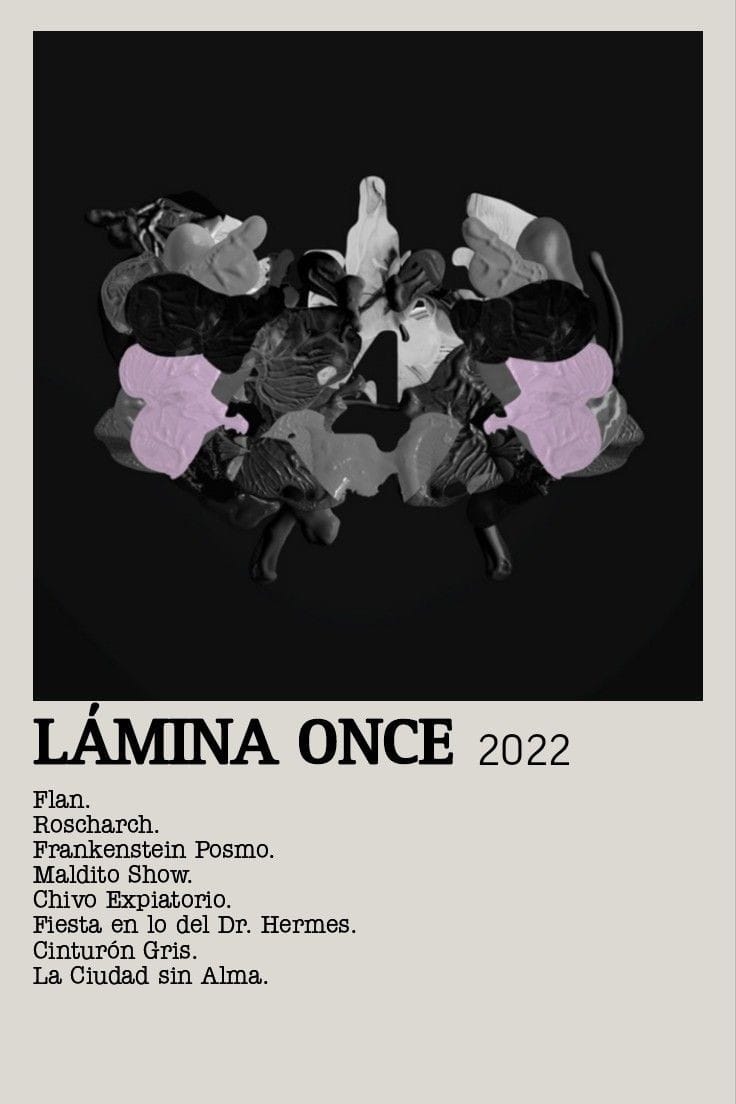 LÁMINA ONCE 2022
Flan.
Roscharch.
Frankenstein Posmo.
Maldito Show.
Chivo Expiatorio.
Fiesta en lo del Dr. Hermes.
Cinturón Gris.
La Ciudad sin Alma.